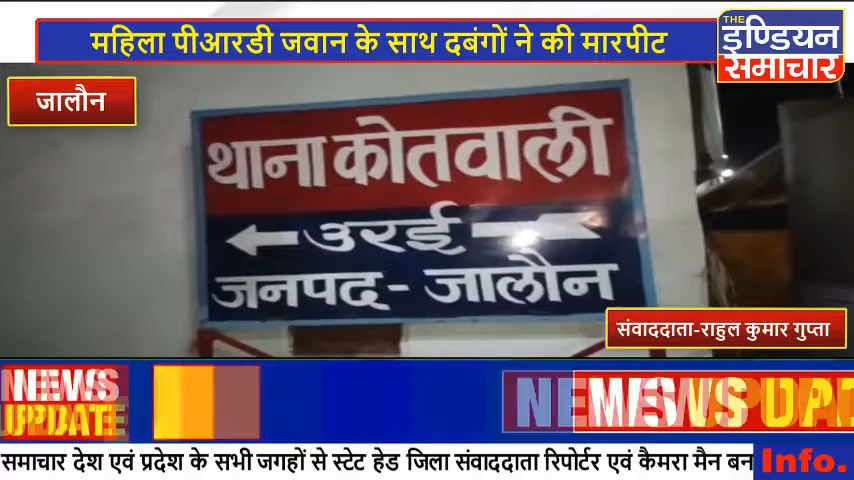 महिला पीआरडी जवान के साथ दबंगों ने की मारपीट
THE
इण्डियन
समाचार
जालौन
थाना कोतवाली
उरई
जनपद - जालौन
संवाददाता-राहुल कुमार गुप्ता
NEWS
UPDATE
NEWS UPDAT
समाचार देश एवं प्रदेश के सभी जगहों से स्टेट हेड जिला संवाददाता रिपोर्टर एवं कैमरा मैन बन
Info.